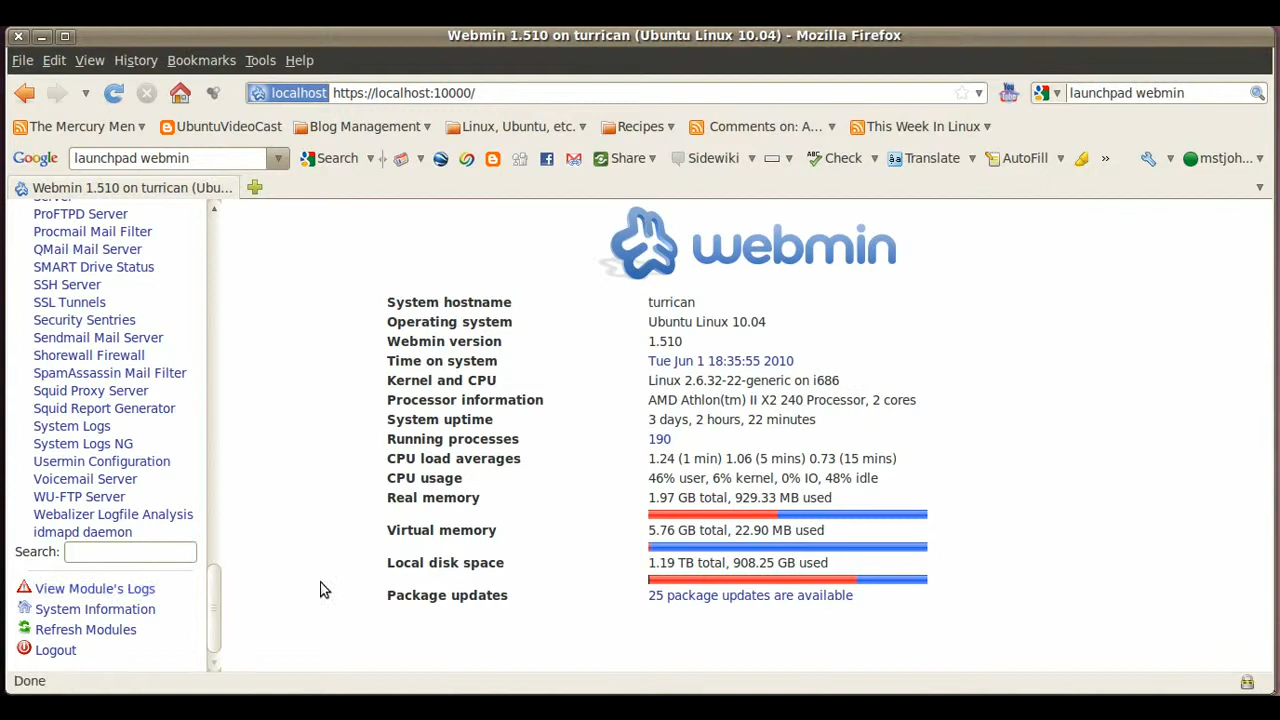 Webmin 1.510 on turrican (Ubuntu Linux 10.04) - Mozilla Firefox
File Edit View History Bookmarks Tools Help
localhost https://localhost:10000/ launchpad webmin
The Mercury Men UbuntuVideoCast Blog Management Linux, Ubuntu, etc. Recipes Comments on: A... This Week In Linux
Google launchpad webmin Search Share Sidewiki Check Translate AutoFill » mstjoh...
Webmin 1.510 on turrican (Ubu...
Server
ProFTPD Server
Procmail Mail Filter
QMail Mail Server
SMART Drive Status
SSH Server
SSL Tunnels
Security Sentries
Sendmail Mail Server
Shorewall Firewall
SpamAssassin Mail Filter
Squid Proxy Server
Squid Report Generator
System Logs
System Logs NG
Usermin Configuration
Voicemail Server
WU-FTP Server
Webalizer Logfile Analysis
idmapd daemon
Search:
View Module's Logs
System Information
Refresh Modules
Logout
webmin
System hostname turrican
Operating system Ubuntu Linux 10.04
Webmin version 1.510
Time on system Tue Jun 1 18:35:55 2010
Kernel and CPU Linux 2.6.32-22-generic on i686
Processor information AMD Athlon(tm) II X2 240 Processor, 2 cores
System uptime 3 days, 2 hours, 22 minutes
Running processes 190
CPU load averages 1.24 (1 min) 1.06 (5 mins) 0.73 (15 mins)
CPU usage 46% user, 6% kernel, 0% IO, 48% idle
Real memory 1.97 GB total, 929.33 MB used
Virtual memory 5.76 GB total, 22.90 MB used
Local disk space 1.19 TB total, 908.25 GB used
Package updates 25 package updates are available
Done